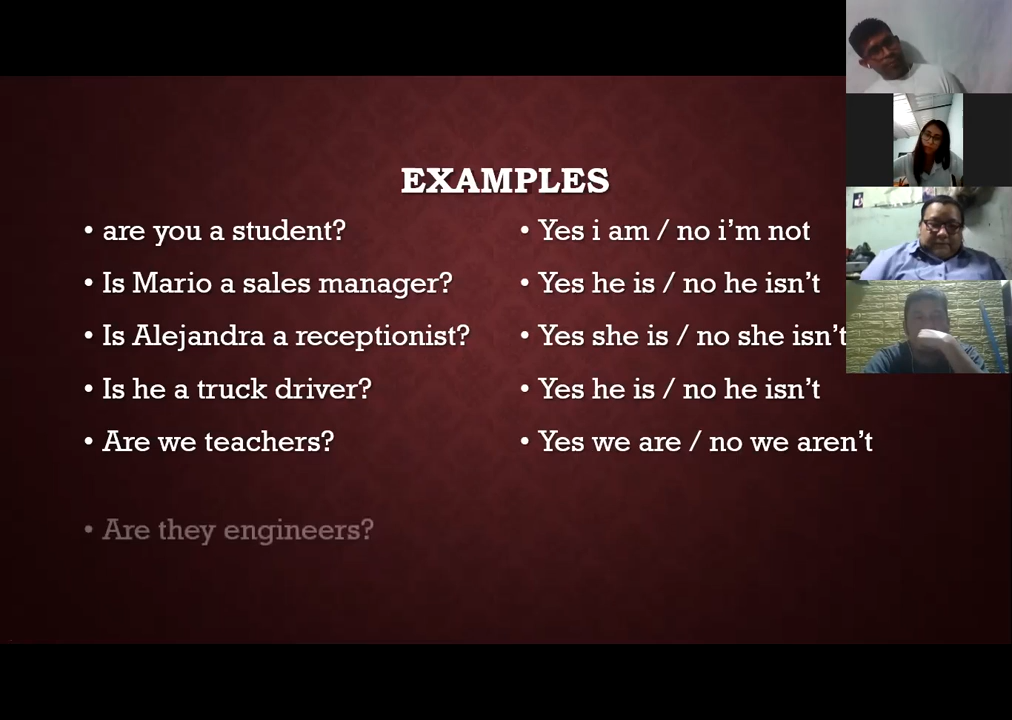 EXAMPLES
• are you a student?
• Yes i am / no i’m not
• Is Mario a sales manager?
• Yes he is / no he isn’t
• Is Alejandra a receptionist?
• Yes she is / no she isn’t
• Is he a truck driver?
• Yes he is / no he isn’t
• Are we teachers?
• Yes we are / no we aren’t
• Are they engineers?